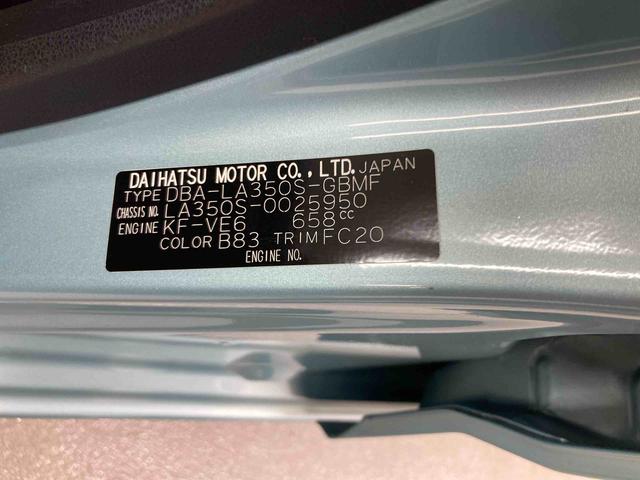 DAIHATSU MOTOR CO., LTD. JAPAN
TYPE DBA-LA350S-GBMF
CHASSIS NO. LA350S-0025950
ENGINE KF-VE6 658cc
COLOR B83 TRIM FC20
ENGINE NO.